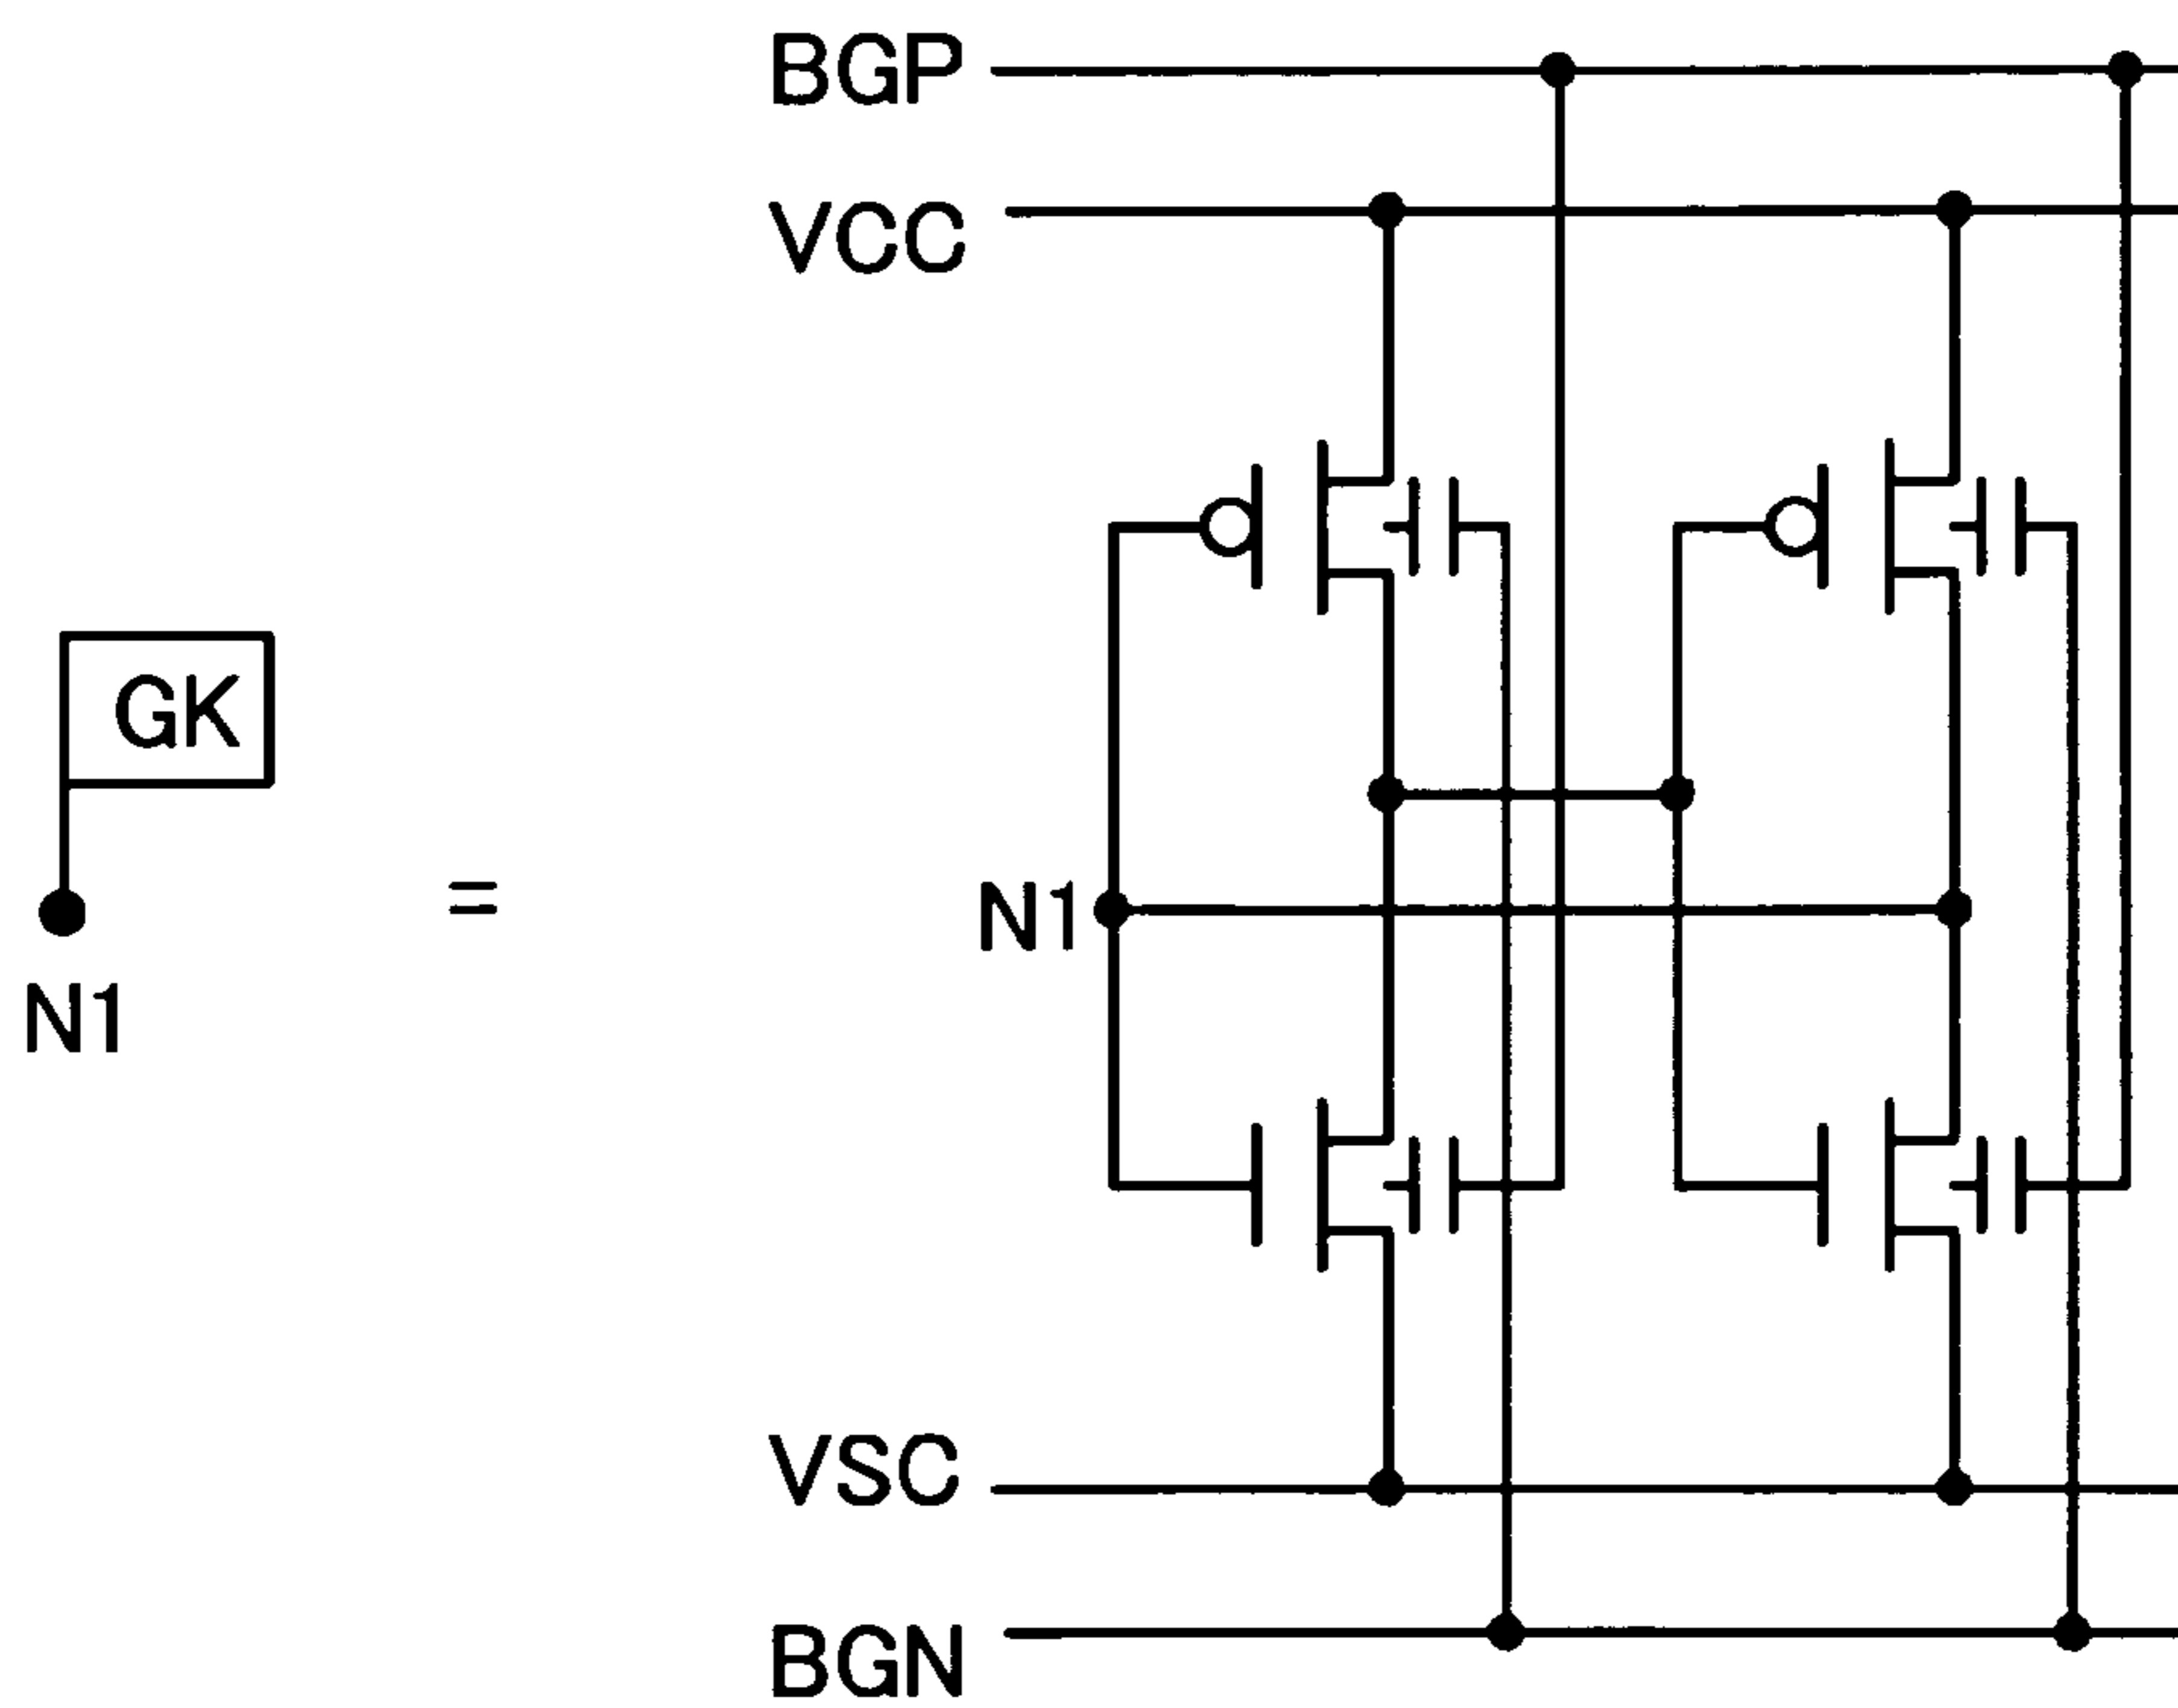 BGP
VCC
GK
N1
=
N1
VSC
BGN